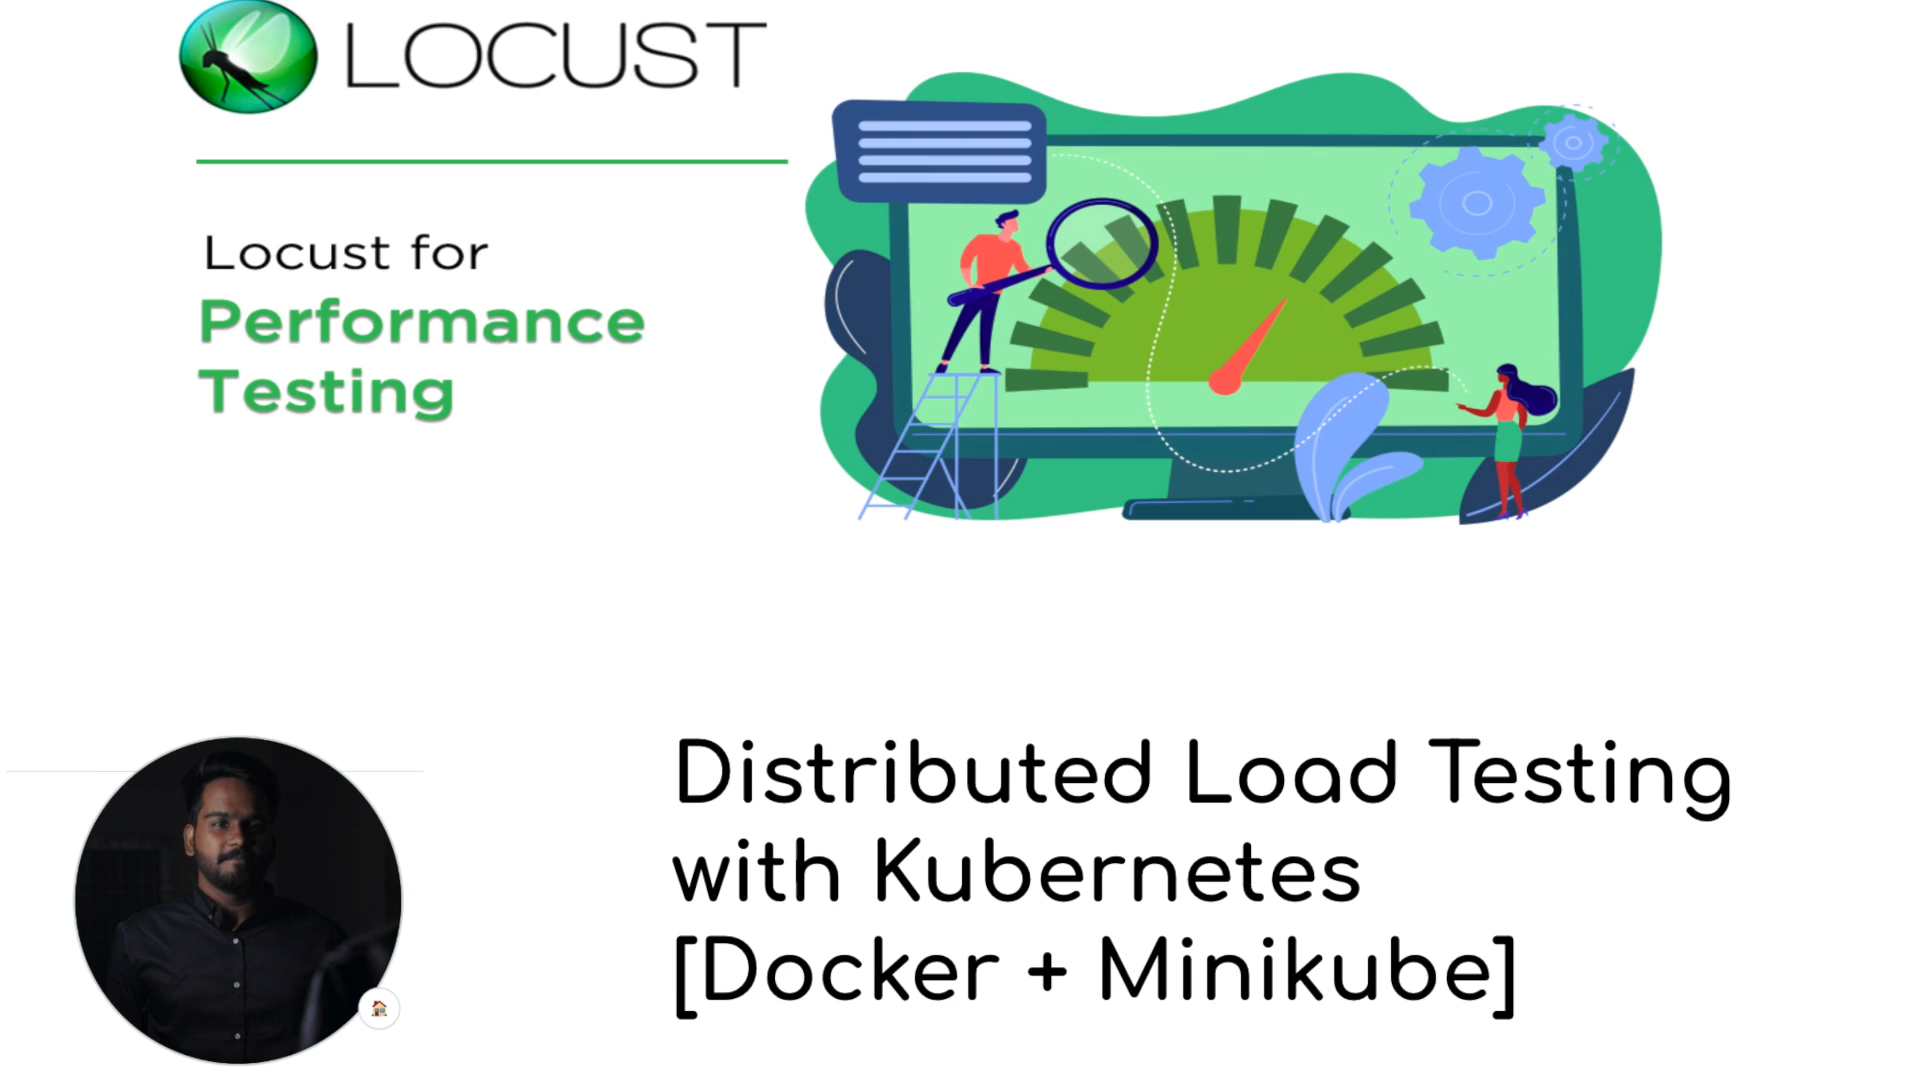 LOCUST
Locust for
Performance
Testing
Distributed Load Testing
with Kubernetes
[Docker + Minikube]